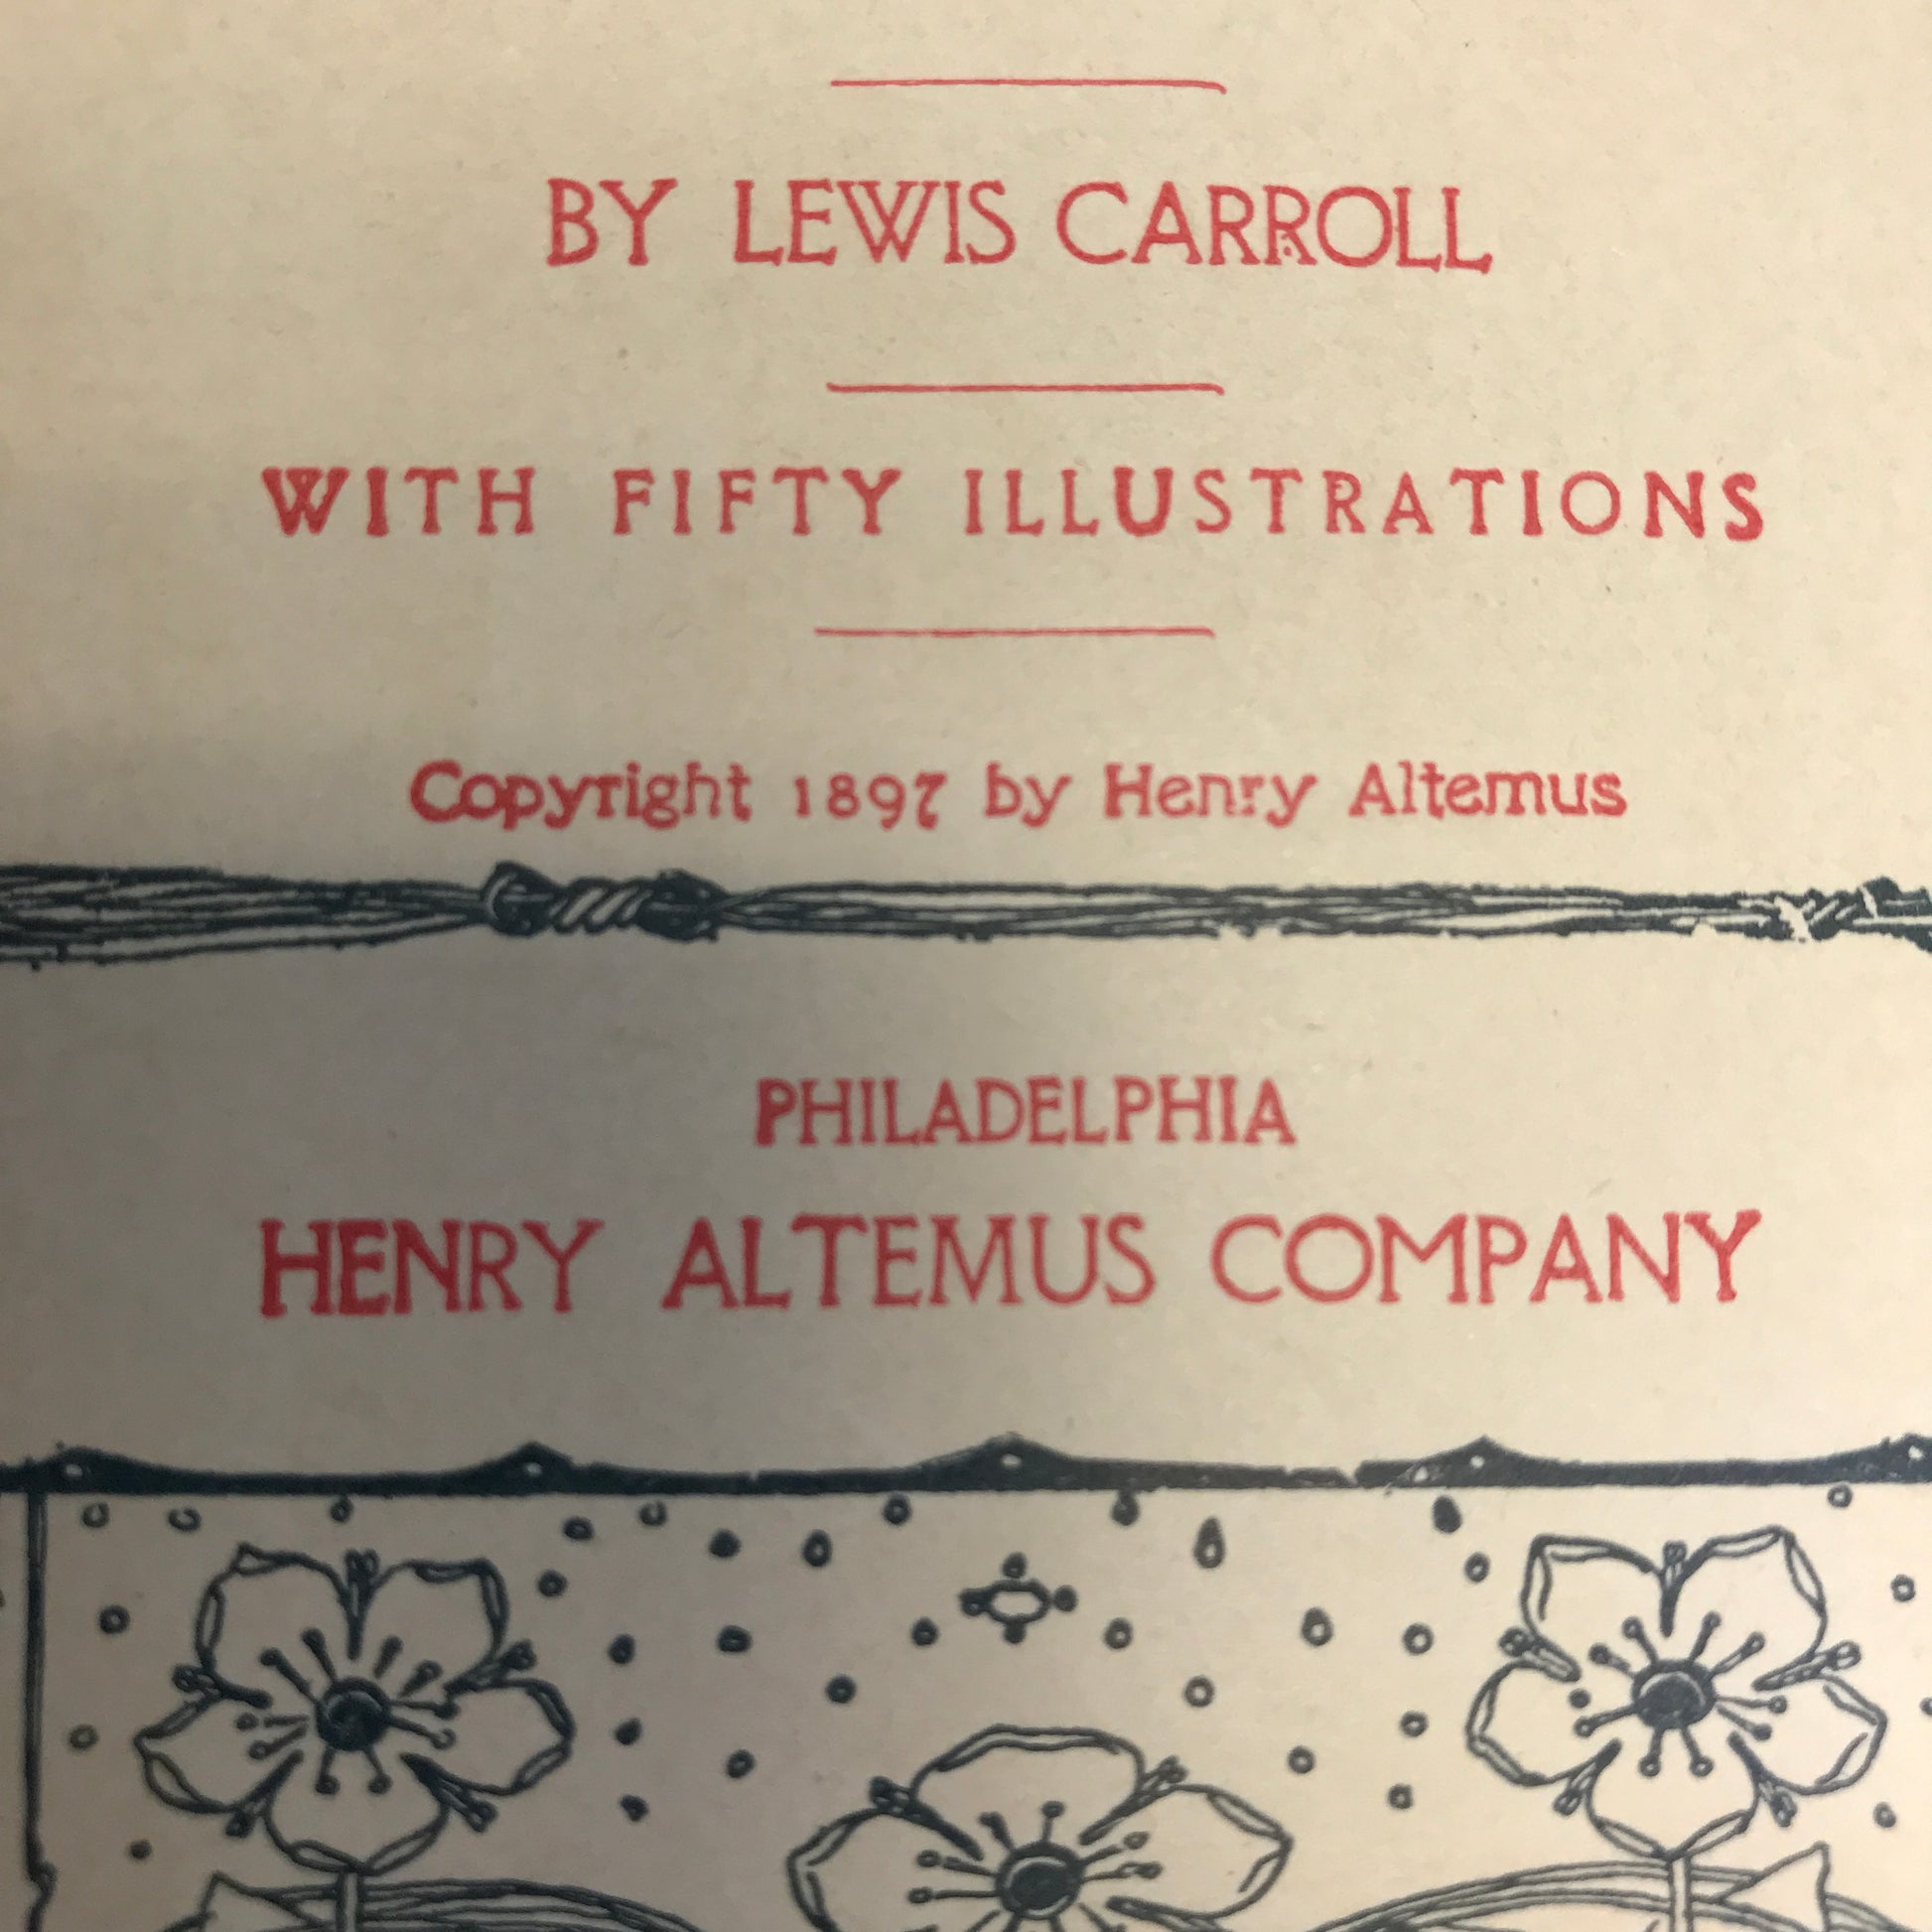 BY LEWIS CARROLL
WITH FIFTY ILLUSTRATIONS
Copyright 1897 by Henry Altemus
PHILADELPHIA
HENRY ALTEMUS COMPANY